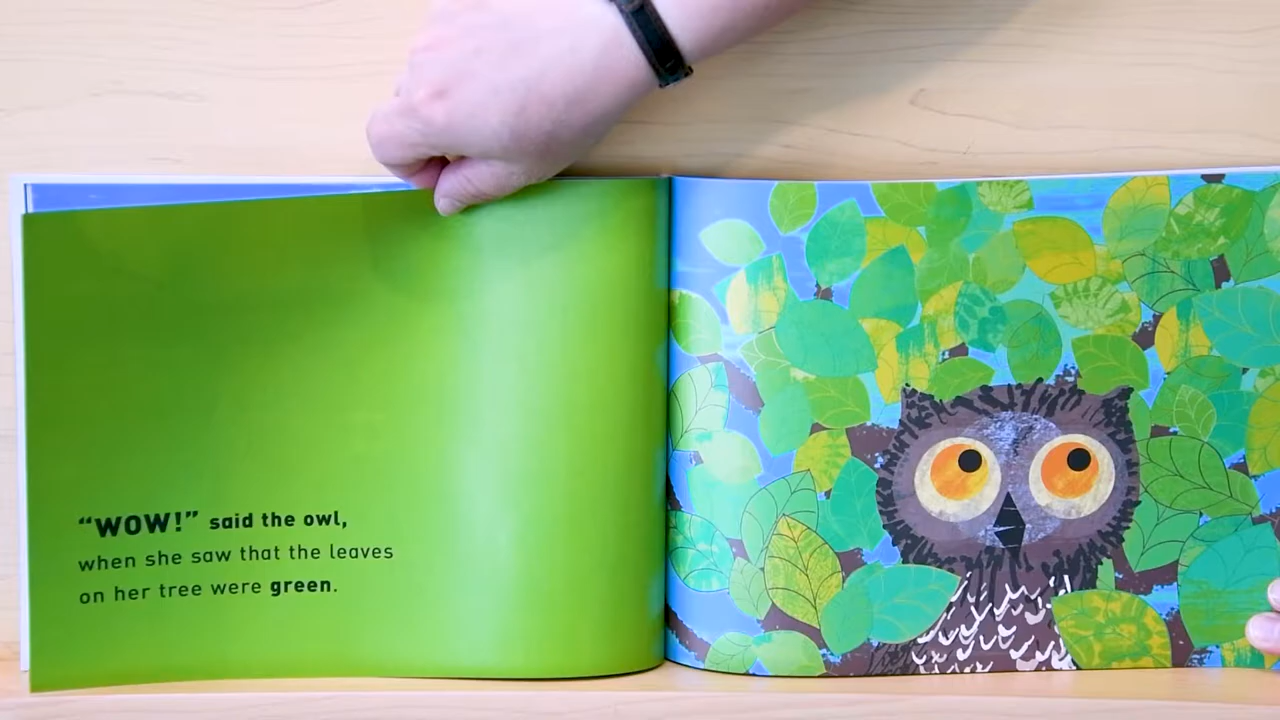 “WOW!” said the owl,
when she saw that the leaves
on her tree were green.